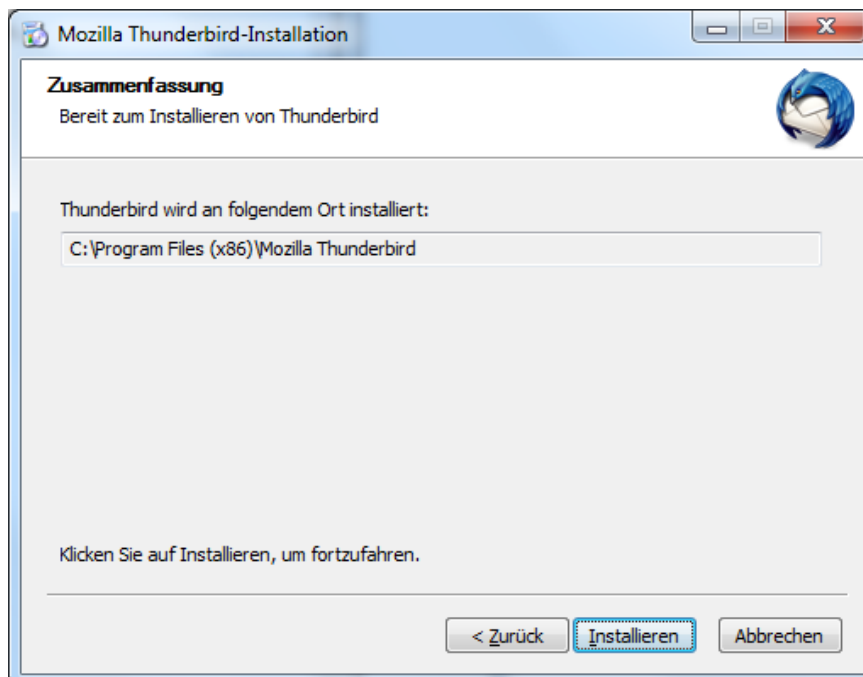 Mozilla Thunderbird-Installation
Zusammenfassung
Bereit zum Installieren von Thunderbird
Thunderbird wird an folgendem Ort installiert:
C:\Program Files (x86)\Mozilla Thunderbird
Klicken Sie auf Installieren, um fortzufahren.
< Zurück Installieren Abbrechen